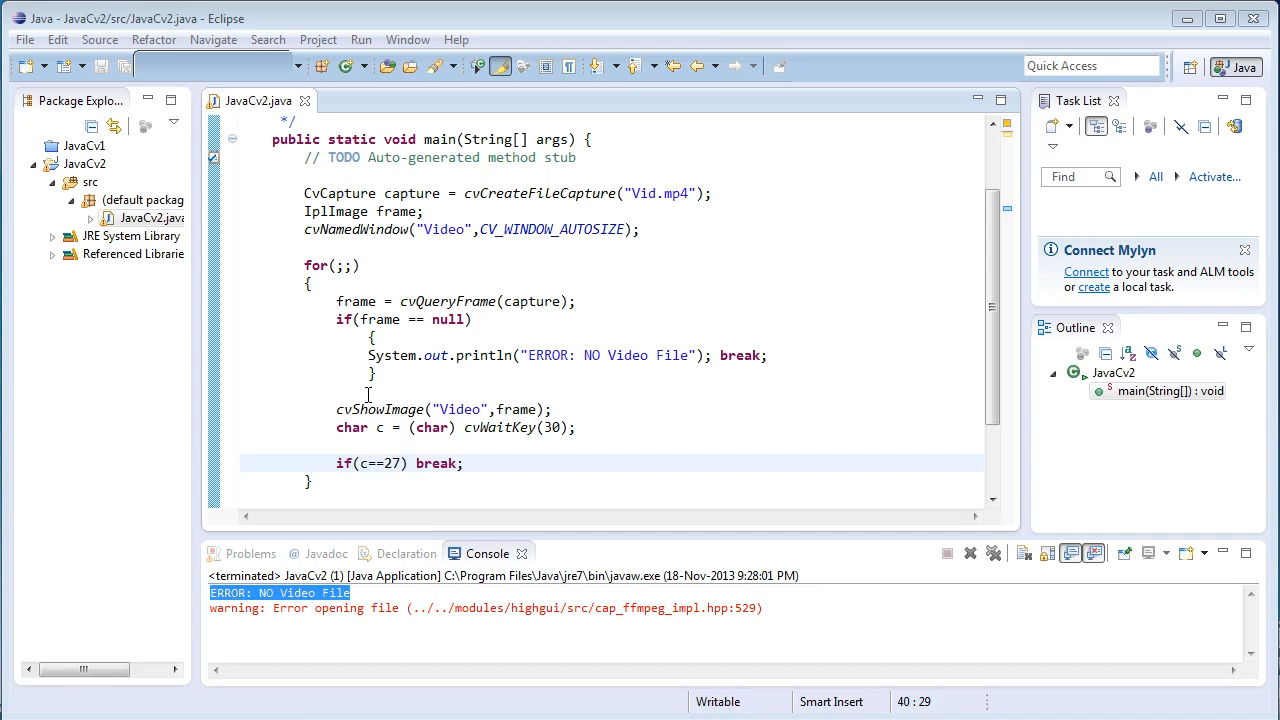 Java - JavaCv2/src/JavaCv2.java - Eclipse
File Edit Source Refactor Navigate Search Project Run Window Help
Quick Access
Java
Package Explo...
JavaCv1
JavaCv2
src
(default packag
JavaCv2.java
JRE System Library
Referenced Librarie
JavaCv2.java
*/
public static void main(String[] args) {
// TODO Auto-generated method stub
CvCapture capture = cvCreateFileCapture("Vid.mp4");
IplImage frame;
cvNamedWindow("Video",CV_WINDOW_AUTOSIZE);
for(;;)
{
frame = cvQueryFrame(capture);
if(frame == null)
{
System.out.println("ERROR: NO Video File"); break;
}
cvShowImage("Video",frame);
char c = (char) cvWaitKey(30);
if(c==27) break;
}
Task List
Find
All
Activate...
Connect Mylyn
Connect to your task and ALM tools
or create a local task.
Outline
JavaCv2
main(String[]) : void
Problems @ Javadoc Declaration Console
<terminated> JavaCv2 (1) [Java Application] C:\Program Files\Java\jre7\bin\javaw.exe (18-Nov-2013 9:28:01 PM)
ERROR: NO Video File
warning: Error opening file (../../modules/highgui/src/cap_ffmpeg_impl.hpp:529)
Writable
Smart Insert
40 : 29